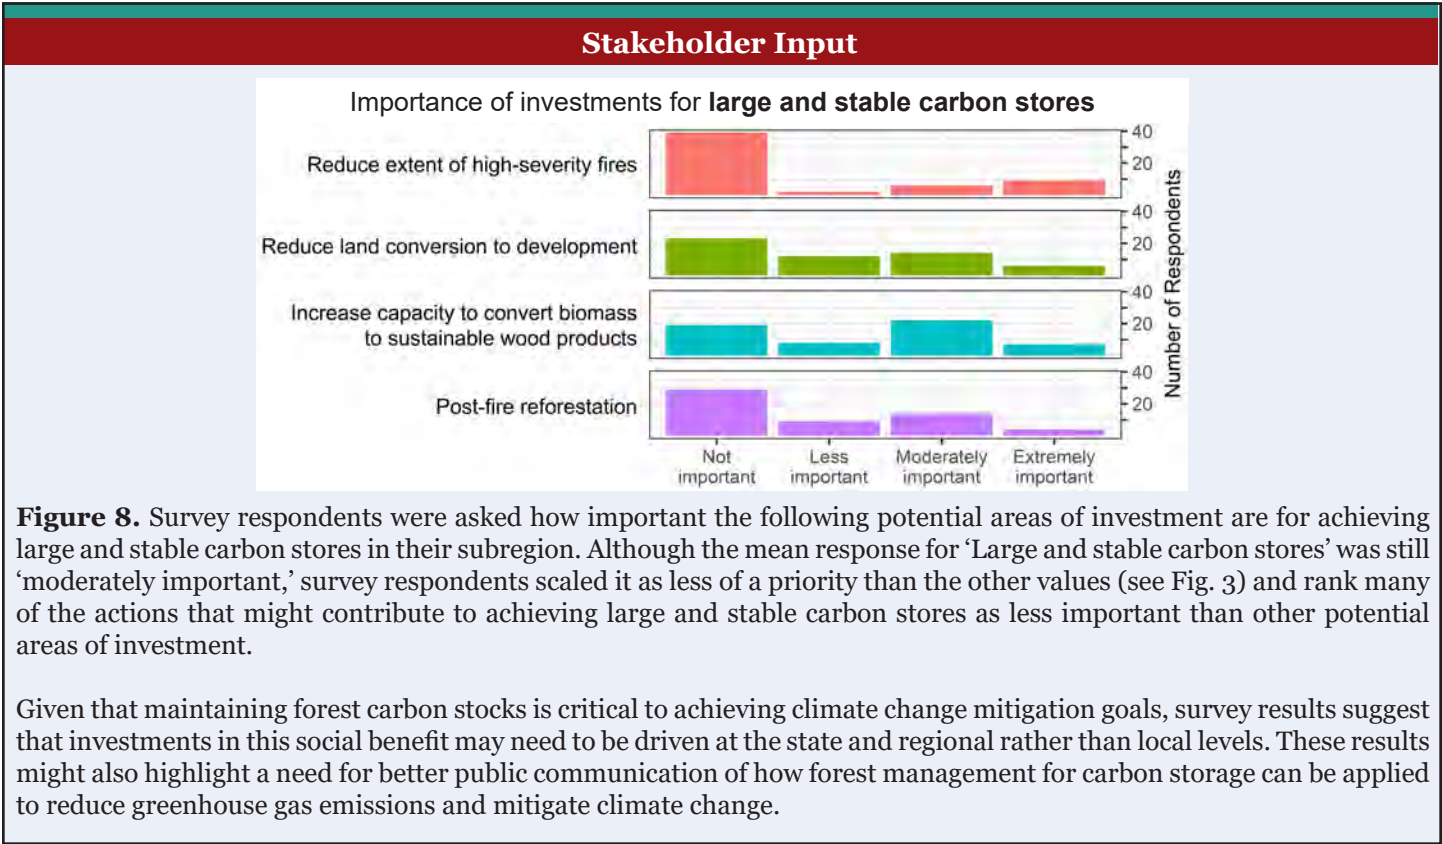 Stakeholder Input
Importance of investments for large and stable carbon stores
Reduce extent of high-severity fires
40
20
Reduce land conversion to development
40
20
Increase capacity to convert biomass
to sustainable wood products
40
20
Post-fire reforestation
40
20
Number of Respondents
Not
important
Less
important
Moderately
important
Extremely
important
Figure 8. Survey respondents were asked how important the following potential areas of investment are for achieving
large and stable carbon stores in their subregion. Although the mean response for ‘Large and stable carbon stores’ was still
‘moderately important,’ survey respondents scaled it as less of a priority than the other values (see Fig. 3) and rank many
of the actions that might contribute to achieving large and stable carbon stores as less important than other potential
areas of investment.
Given that maintaining forest carbon stocks is critical to achieving climate change mitigation goals, survey results suggest
that investments in this social benefit may need to be driven at the state and regional rather than local levels. These results
might also highlight a need for better public communication of how forest management for carbon storage can be applied
to reduce greenhouse gas emissions and mitigate climate change.